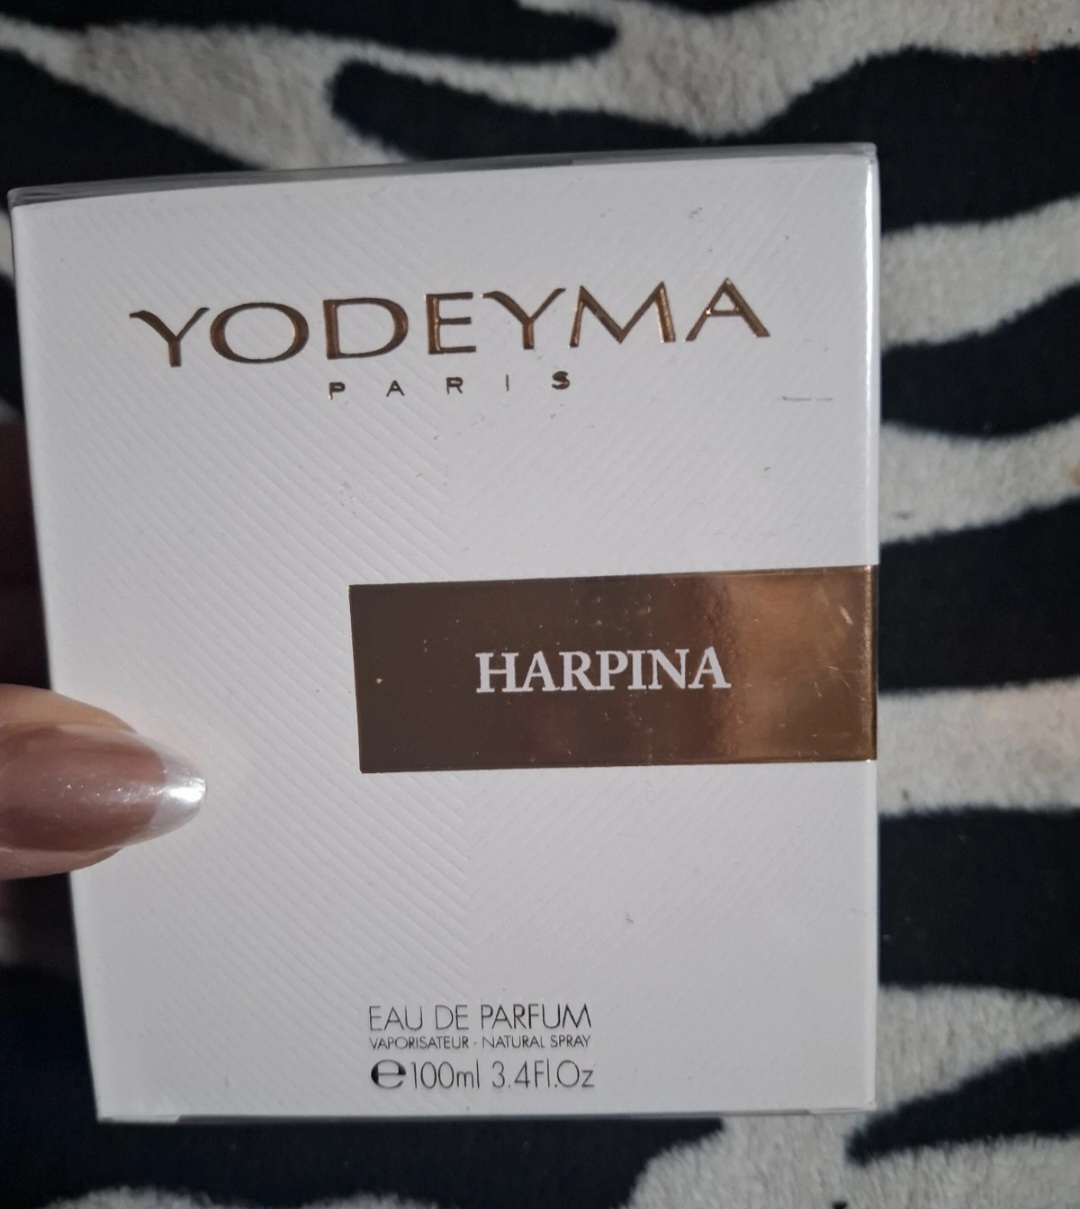 YODEYMA
PARIS
HARPINA
EAU DE PARFUM
VAPORISATEUR · NATURAL SPRAY
℮100ml 3.4Fl.Oz